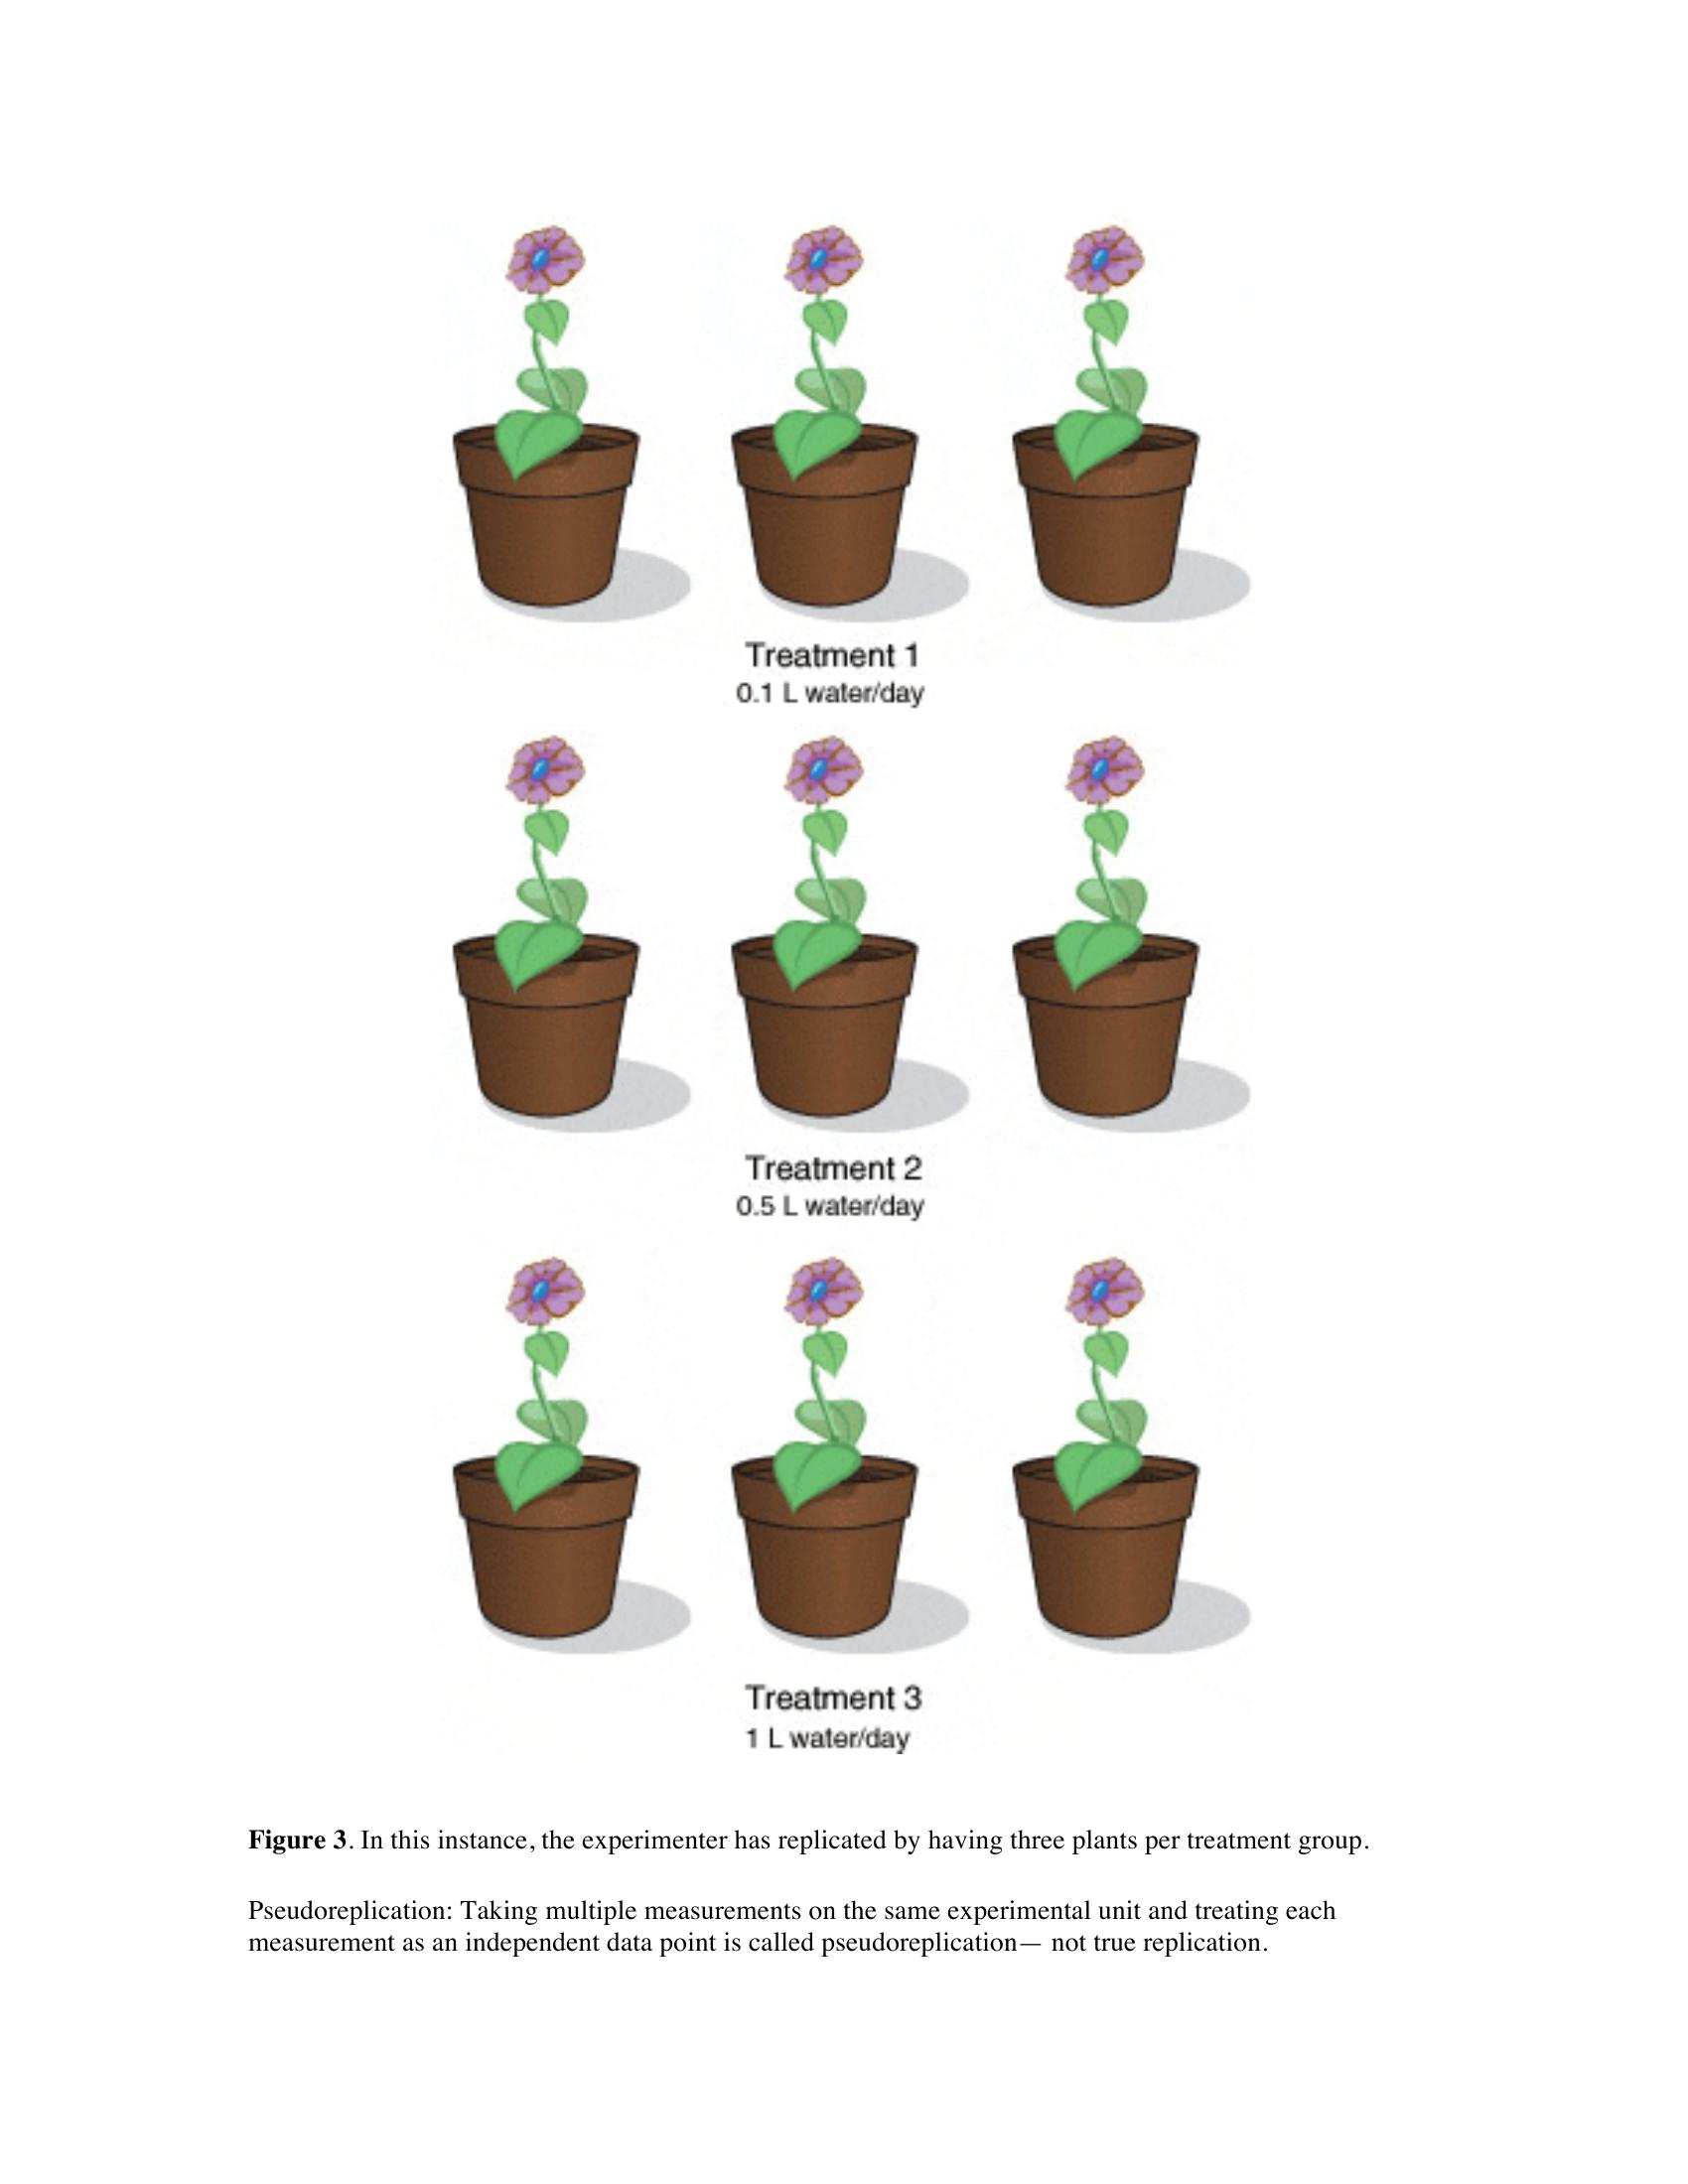 Treatment 1
0.1 L water/day
Treatment 2
0.5 L water/day
Treatment 3
1 L water/day
Figure 3. In this instance, the experimenter has replicated by having three plants per treatment group.
Pseudoreplication: Taking multiple measurements on the same experimental unit and treating each
measurement as an independent data point is called pseudoreplication— not true replication.